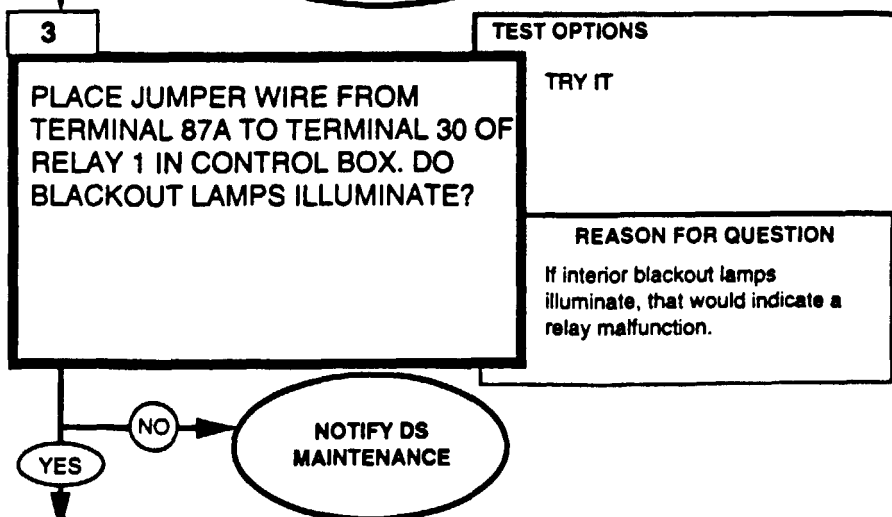 3
PLACE JUMPER WIRE FROM
TERMINAL 87A TO TERMINAL 30 OF
RELAY 1 IN CONTROL BOX. DO
BLACKOUT LAMPS ILLUMINATE?
TEST OPTIONS
TRY IT
REASON FOR QUESTION
If interior blackout lamps
illuminate, that would indicate a
relay malfunction.
NO
NOTIFY DS
MAINTENANCE
YES